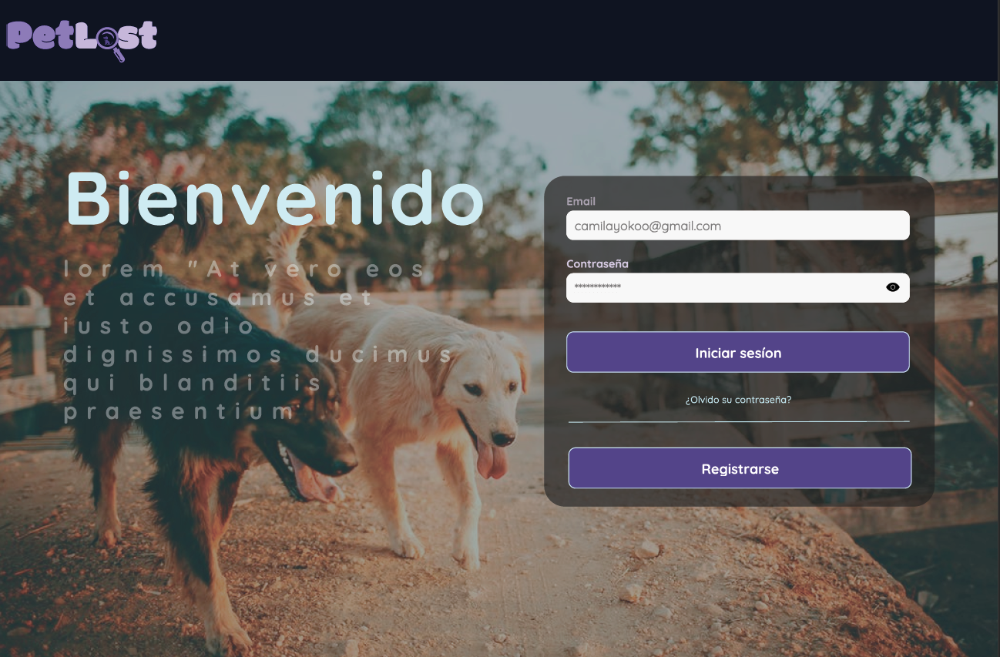 PetLost
Bienvenido
lorem "At vero eos
et accusamus et
iusto odio
dignissimos ducimus
qui blanditiis
praesentium
Email
camilayokoo@gmail.com
Contraseña
************
Iniciar sesíon
¿Olvido su contraseña?
Registrarse